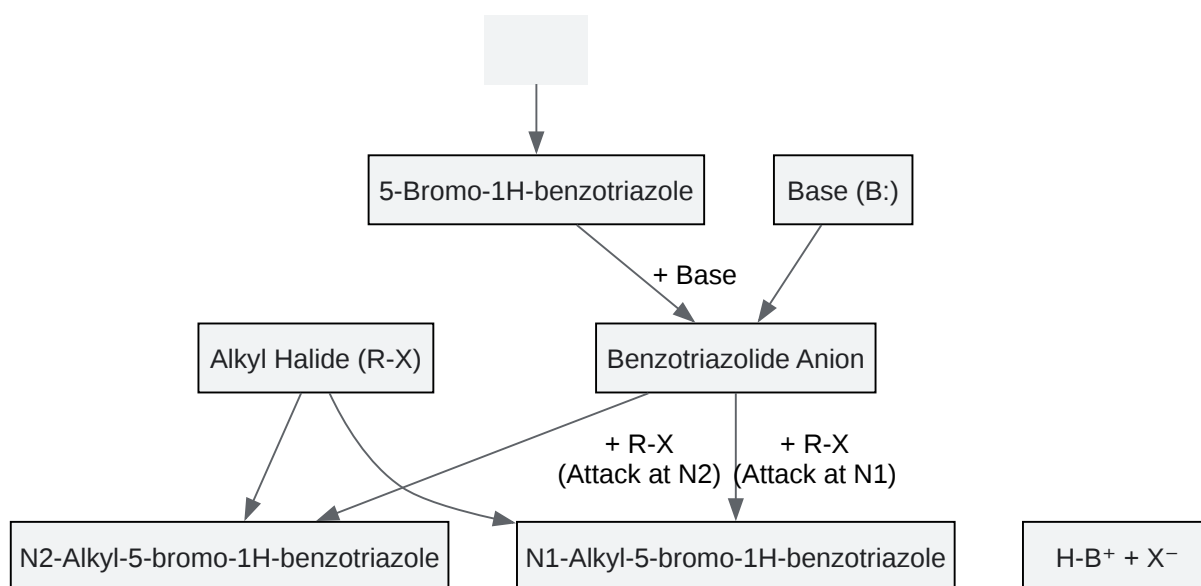 5-Bromo-1H-benzotriazole
Base (B:)
+ Base
Alkyl Halide (R-X)
Benzotriazolide Anion
+ R-X
(Attack at N2)
+ R-X
(Attack at N1)
N2-Alkyl-5-bromo-1H-benzotriazole
N1-Alkyl-5-bromo-1H-benzotriazole
H-B⁺ + X⁻